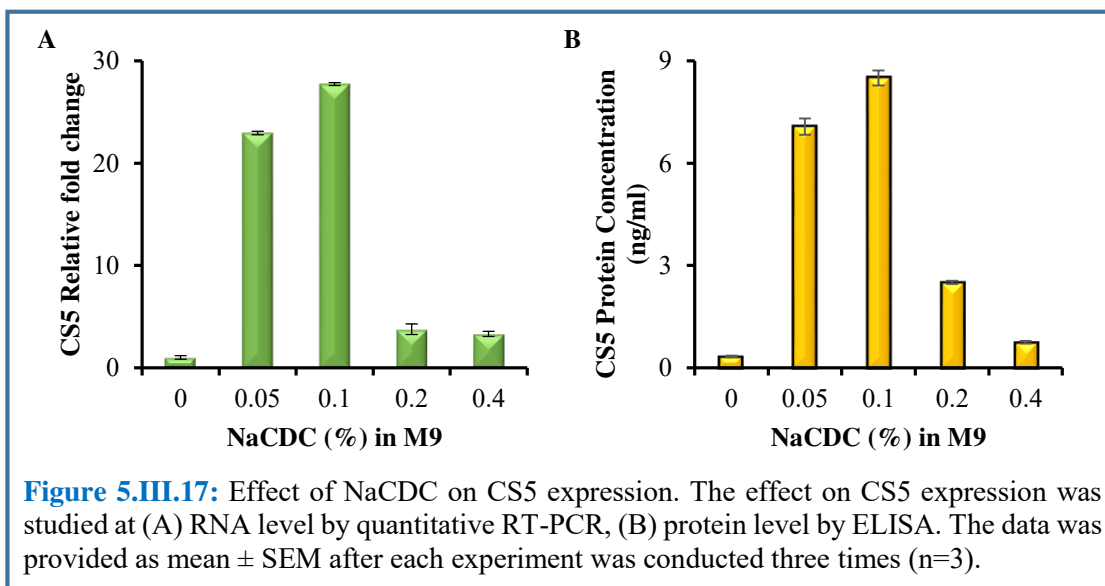 A
CS5 Relative fold change
30
20
10
0
0 0.05 0.1 0.2 0.4
NaCDC (%) in M9
B
CS5 Protein Concentration
(ng/ml)
9
6
3
0
0 0.05 0.1 0.2 0.4
NaCDC (%) in M9
Figure 5.III.17: Effect of NaCDC on CS5 expression. The effect on CS5 expression was
studied at (A) RNA level by quantitative RT-PCR, (B) protein level by ELISA. The data was
provided as mean ± SEM after each experiment was conducted three times (n=3).